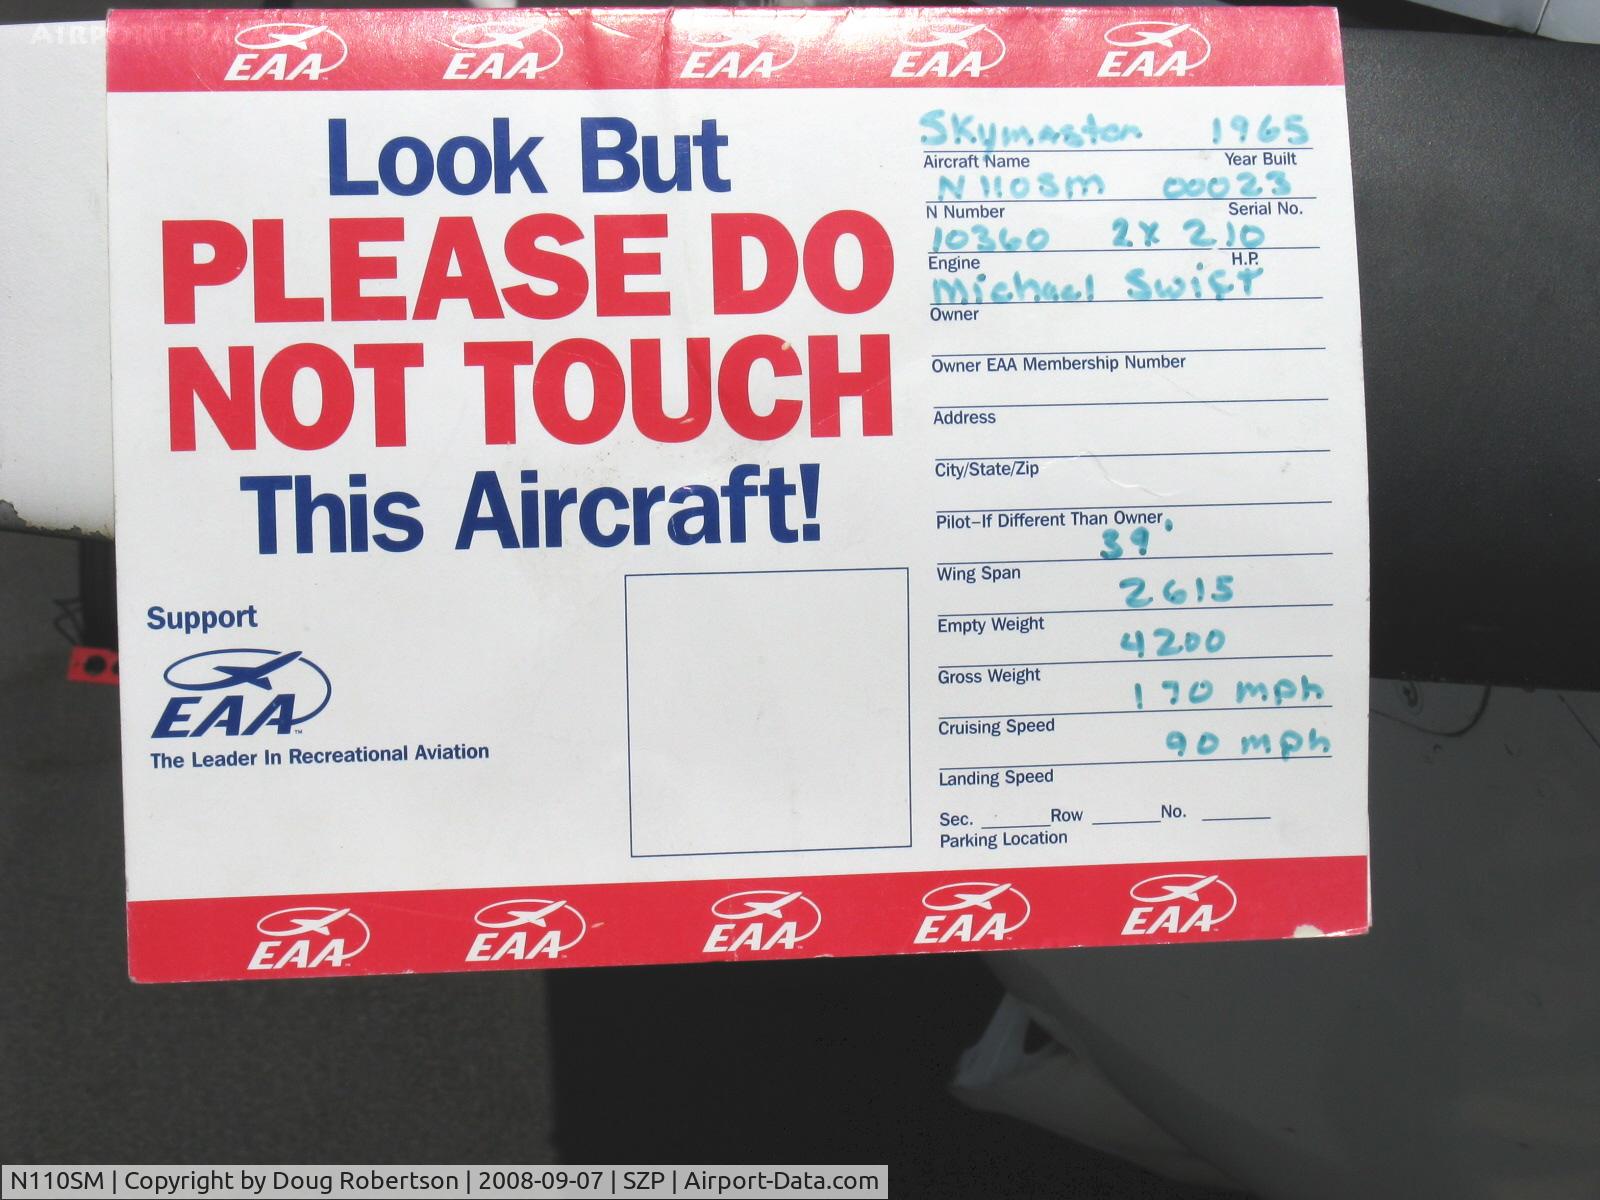 AIRPORT-DA
EAA EAA EAA EAA EAA
Look But
PLEASE DO
NOT TOUCH
This Aircraft!
Support
EAA™
The Leader In Recreational Aviation
Skymaster 1965
Aircraft Name Year Built
N110SM 00023
N Number Serial No.
10360 2X 210
Engine H.P.
Michael Swift
Owner
Owner EAA Membership Number
Address
City/State/Zip
Pilot–If Different Than Owner
39'
Wing Span
2615
Empty Weight
4200
Gross Weight
170 mph
Cruising Speed
90 mph
Landing Speed
Sec. Row No.
Parking Location
EAA EAA EAA EAA EAA
N110SM | Copyright by Doug Robertson | 2008-09-07 | SZP | Airport-Data.com